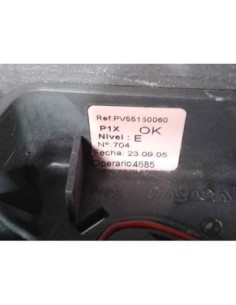 Ref.:PV55150060
P1X OK
Nivel : E
Nº: 704
Fecha: 23.09.05
Operario:4585